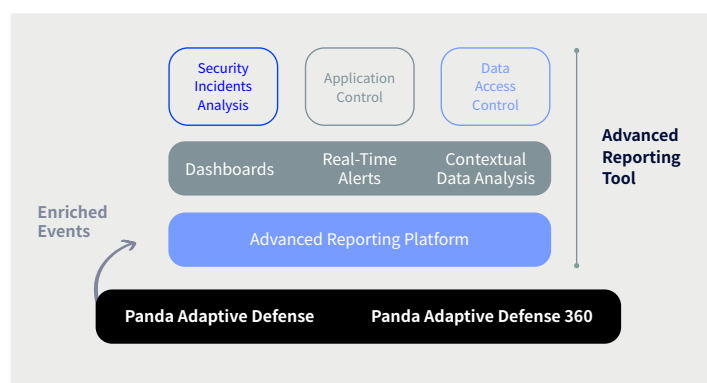 Security
Incidents
Analysis
Application
Control
Data
Access
Control
Dashboards
Real-Time
Alerts
Contextual
Data Analysis
Advanced
Reporting
Tool
Enriched
Events
Advanced Reporting Platform
Panda Adaptive Defense
Panda Adaptive Defense 360